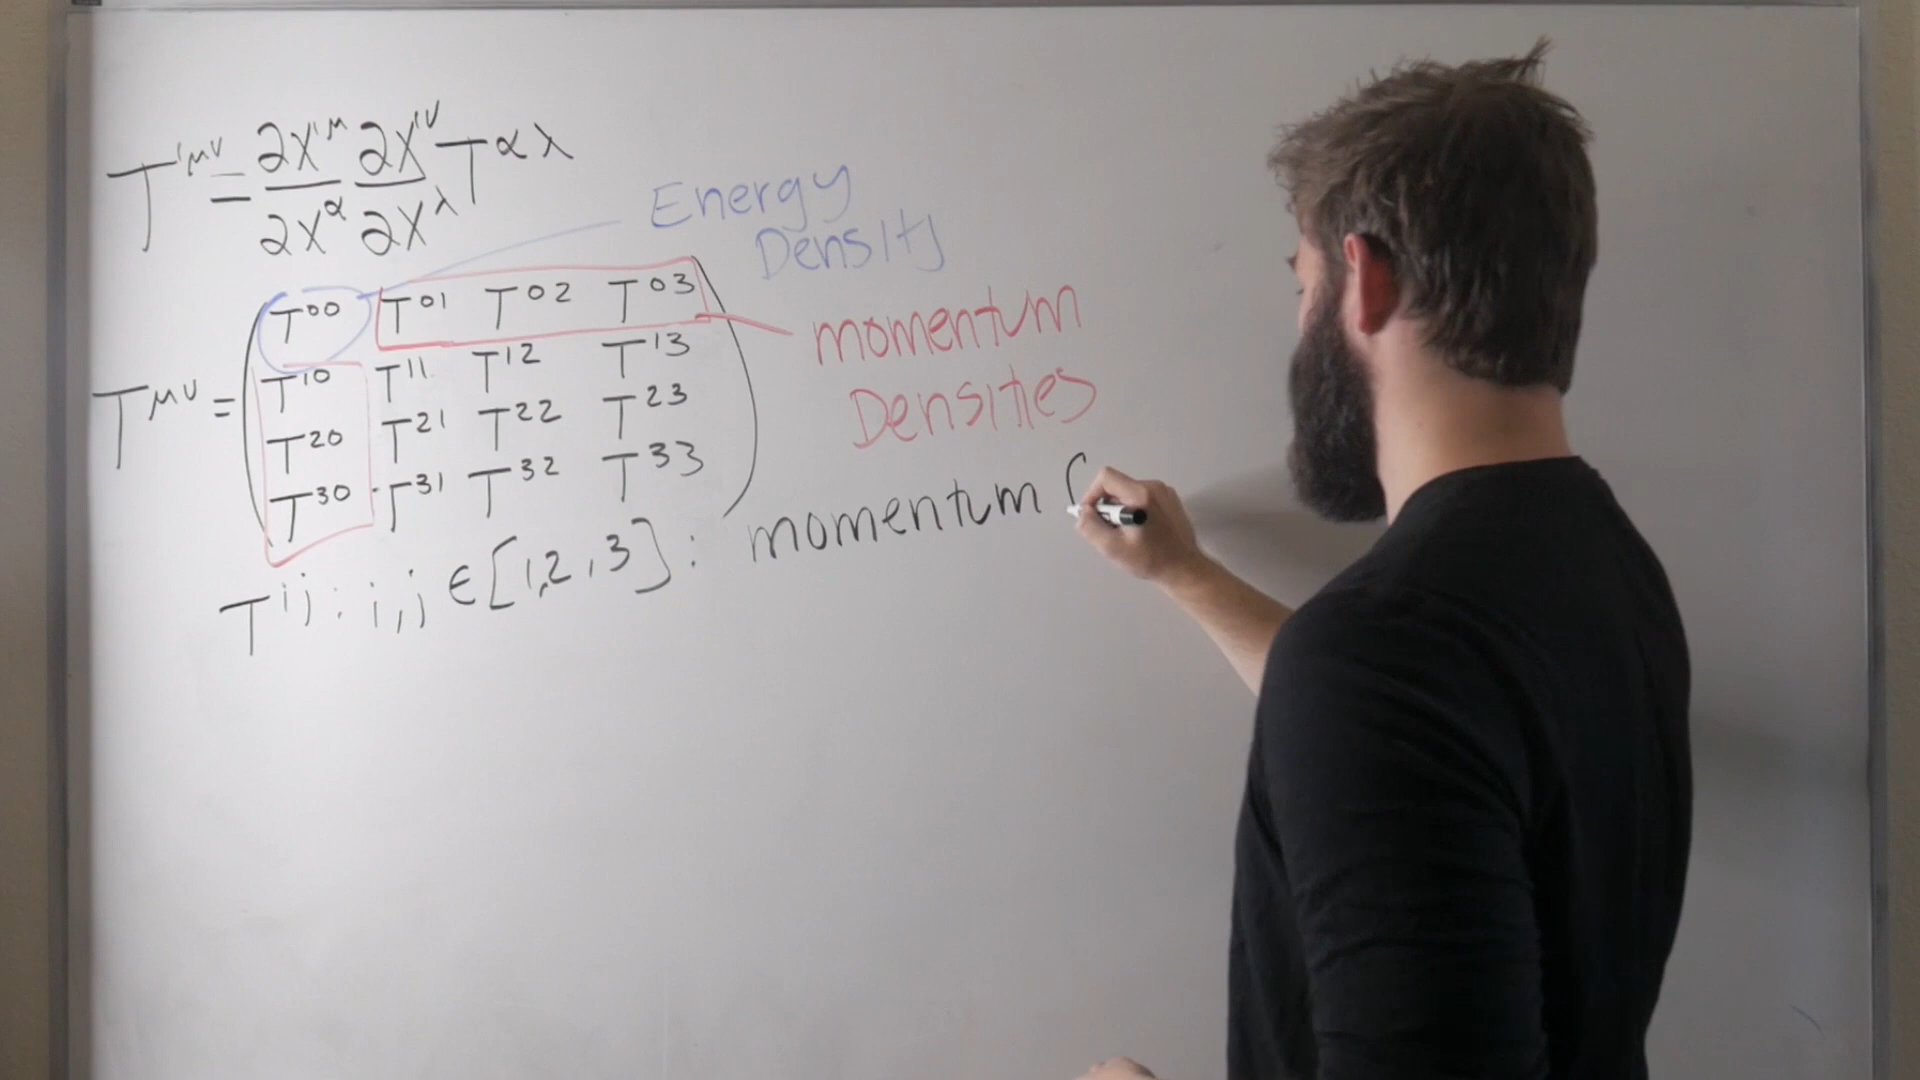 T'^μν = ∂x'^μ/∂x^α ∂x'^ν/∂x^λ T^αλ
Energy
Density
T^μν = ( T^00 T^01 T^02 T^03
T^10 T^11 T^12 T^13
T^20 T^21 T^22 T^23
T^30 T^31 T^32 T^33 )
momentum
Densities
T^ij : i,j ∈ [1,2,3] : momentum